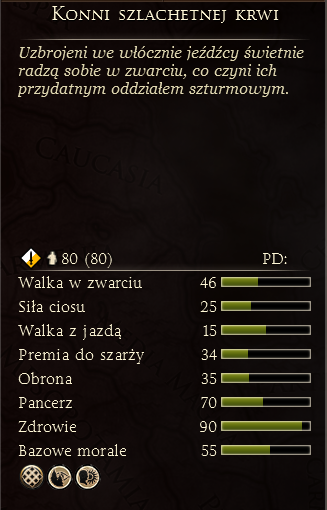 Konni szlachetnej krwi
Uzbrojeni we włócznie jeźdźcy świetnie
radzą sobie w zwarciu, co czyni ich
przydatnym oddziałem szturmowym.
CAUCASIA
80 (80) PD:
Walka w zwarciu 46
Siła ciosu 25
Walka z jazdą 15
Premia do szarży 34
Obrona 35
Pancerz 70
Zdrowie 90
Bazowe morale 55